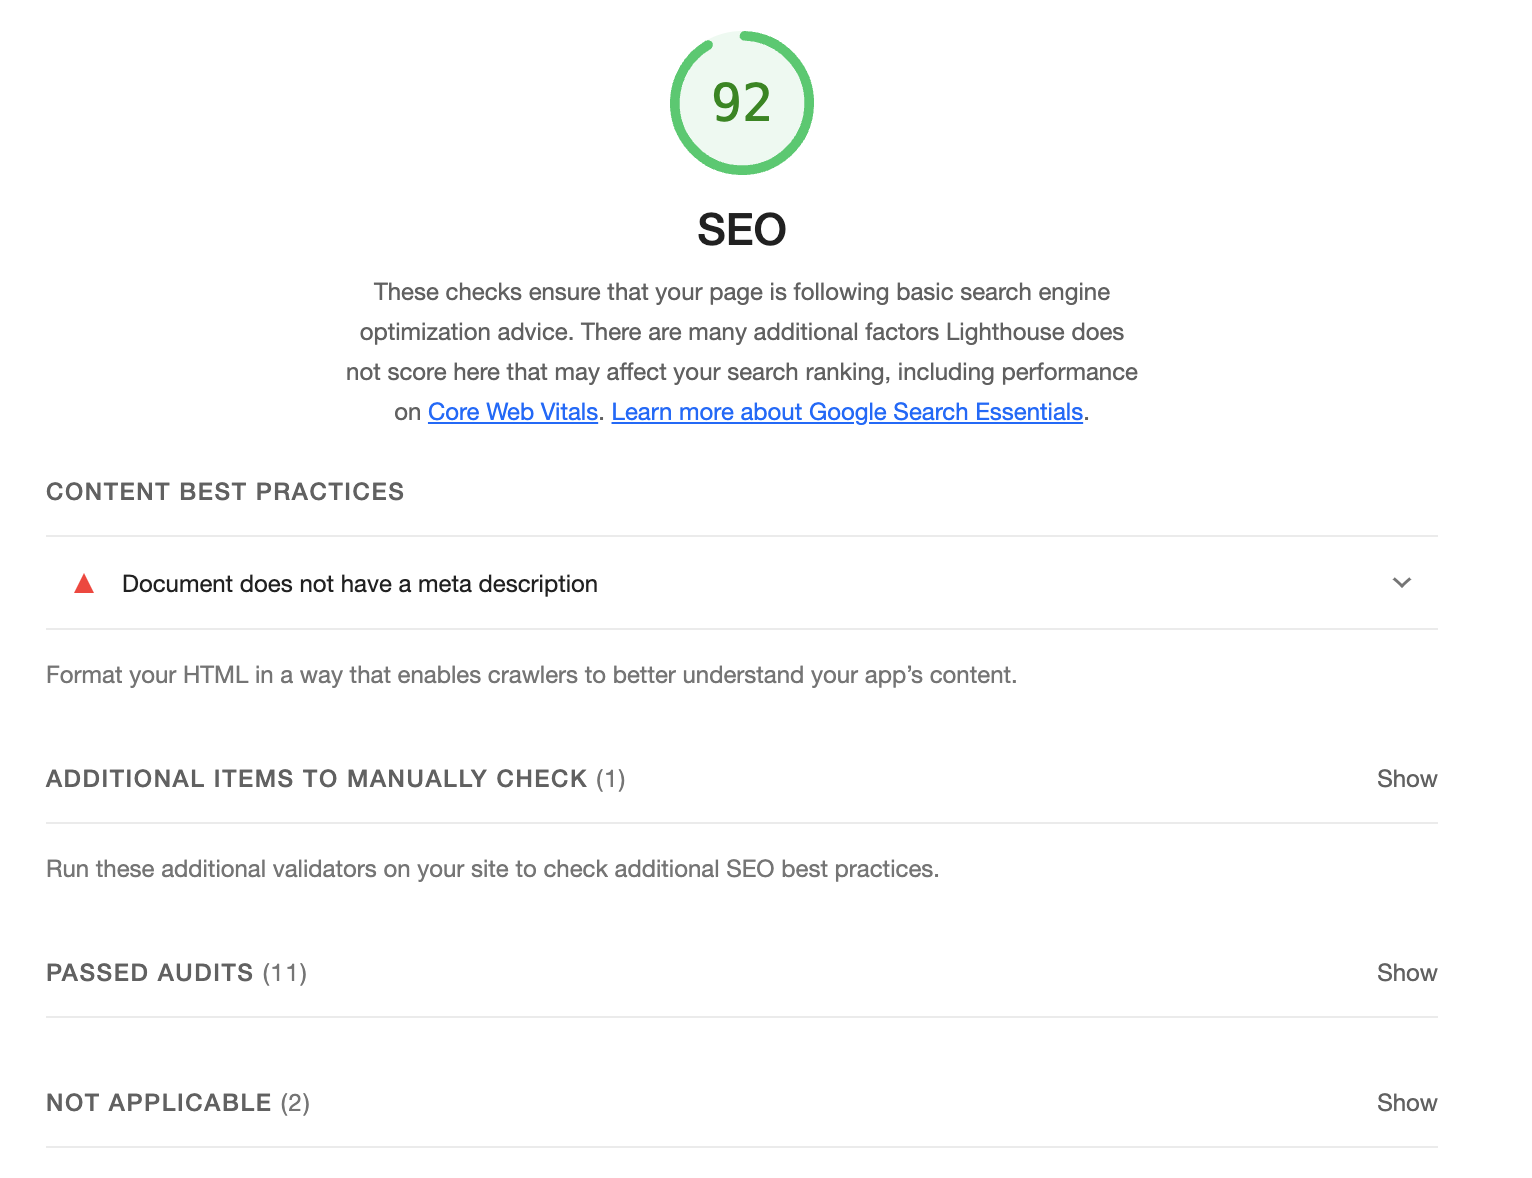 92
SEO
These checks ensure that your page is following basic search engine
optimization advice. There are many additional factors Lighthouse does
not score here that may affect your search ranking, including performance
on Core Web Vitals. Learn more about Google Search Essentials.
CONTENT BEST PRACTICES
Document does not have a meta description
Format your HTML in a way that enables crawlers to better understand your app’s content.
ADDITIONAL ITEMS TO MANUALLY CHECK (1) Show
Run these additional validators on your site to check additional SEO best practices.
PASSED AUDITS (11) Show
NOT APPLICABLE (2) Show